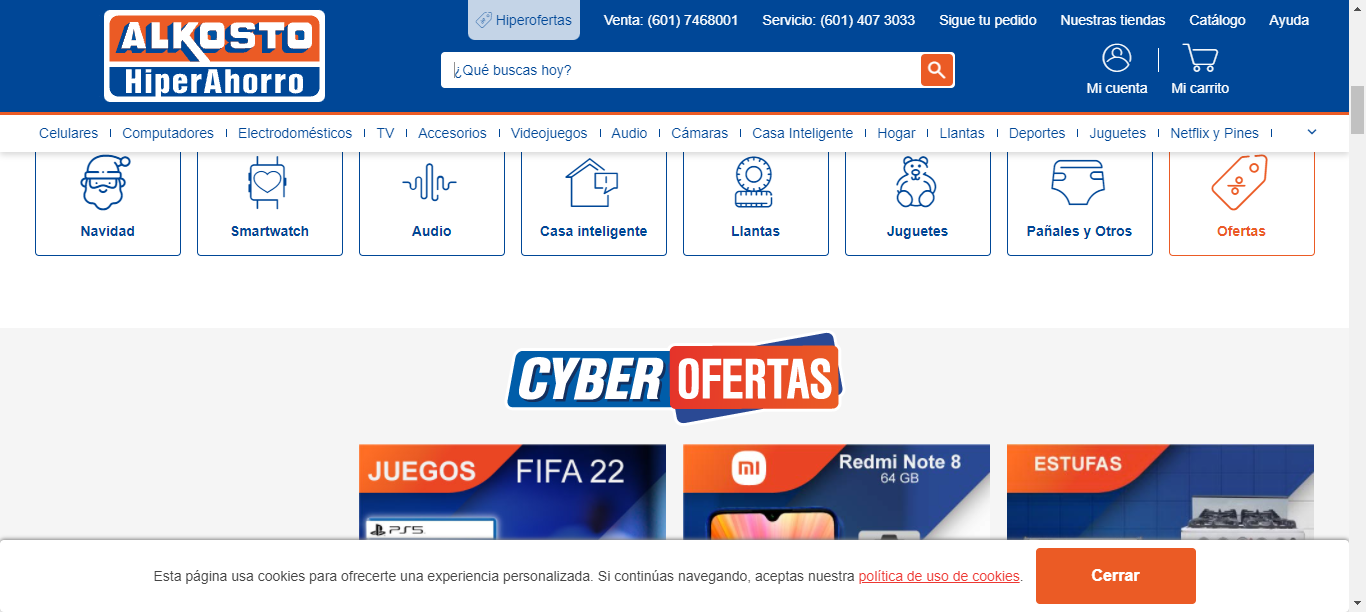 ALKOSTO
HiperAhorro
Hiperofertas Venta: (601) 7468001 Servicio: (601) 407 3033 Sigue tu pedido Nuestras tiendas Catálogo Ayuda
¿Qué buscas hoy?
Mi cuenta Mi carrito
Celulares Computadores Electrodomésticos TV Accesorios Videojuegos Audio Cámaras Casa Inteligente Hogar Llantas Deportes Juguetes Netflix y Pines
Navidad Smartwatch Audio Casa inteligente Llantas Juguetes Pañales y Otros Ofertas
CYBER OFERTAS
JUEGOS FIFA 22
PS5
mi Redmi Note 8
64 GB
ESTUFAS
Esta página usa cookies para ofrecerte una experiencia personalizada. Si continúas navegando, aceptas nuestra política de uso de cookies.
Cerrar